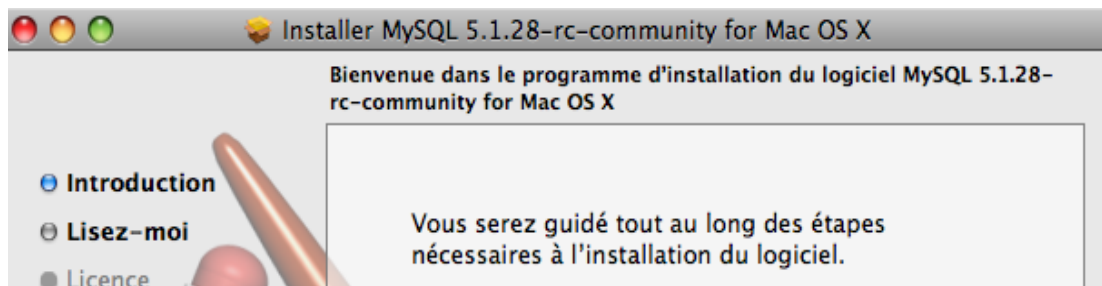 Installer MySQL 5.1.28-rc-community for Mac OS X
Bienvenue dans le programme d'installation du logiciel MySQL 5.1.28-
rc-community for Mac OS X
Introduction
Lisez-moi
Licence
Vous serez guidé tout au long des étapes
nécessaires à l'installation du logiciel.